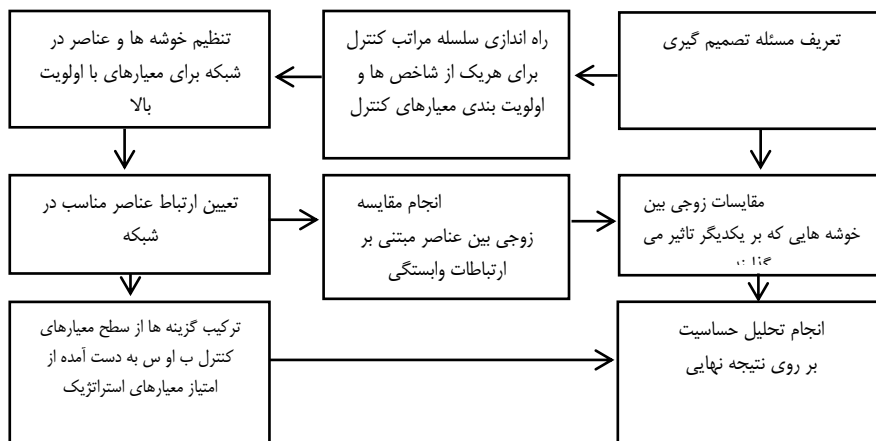 تعریف مسئله تصمیم گیری
راه اندازی سلسله مراتب کنترل
برای هریک از شاخص ها و
اولویت بندی معیارهای کنترل
تنظیم خوشه ها و عناصر در
شبکه برای معیارهای با اولویت
بالا
مقایسات زوجی بین
خوشه هایی که بر یکدیگر تاثیر می
انجام مقایسه
زوجی بین عناصر مبتنی بر
ارتباطات وابستگی
تعیین ارتباط عناصر مناسب در
شبکه
انجام تحلیل حساسیت
بر روی نتیجه نهایی
ترکیب گزینه ها از سطح معیارهای
کنترل ب او س به دست آمده از
امتیاز معیارهای استراتژیک